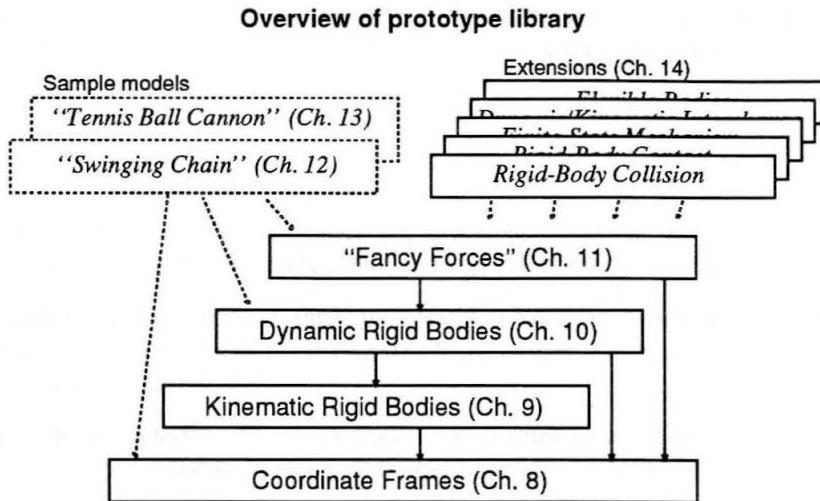 Overview of prototype library
Sample models
"Tennis Ball Cannon" (Ch. 13)
"Swinging Chain" (Ch. 12)
Extensions (Ch. 14)
Rigid-Body Collision
"Fancy Forces" (Ch. 11)
Dynamic Rigid Bodies (Ch. 10)
Kinematic Rigid Bodies (Ch. 9)
Coordinate Frames (Ch. 8)